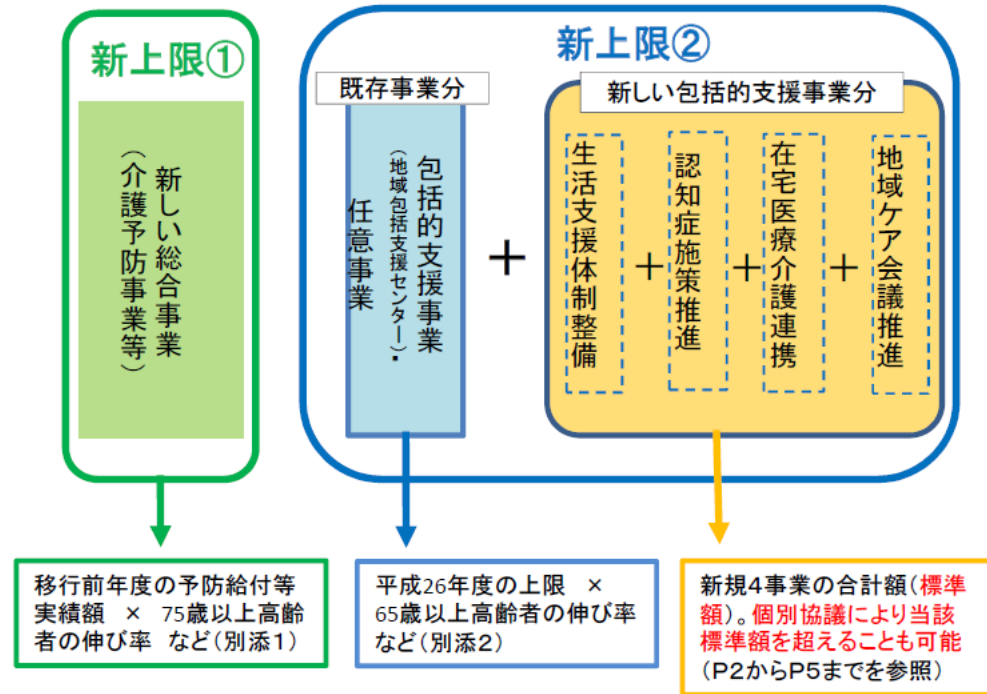 新上限①
新しい総合事業
（介護予防事業等）
新上限②
既存事業分
包括的支援事業
（地域包括支援センター）・
任意事業
＋
新しい包括的支援事業分
生活支援体制整備
＋
認知症施策推進
＋
在宅医療介護連携
＋
地域ケア会議推進
移行前年度の予防給付等
実績額　×　75歳以上高齢
者の伸び率　など（別添１）
平成26年度の上限　×
65歳以上高齢者の伸び率
など（別添２）
新規４事業の合計額（標準
額）。個別協議により当該
標準額を超えることも可能
（Ｐ２からＰ５までを参照）